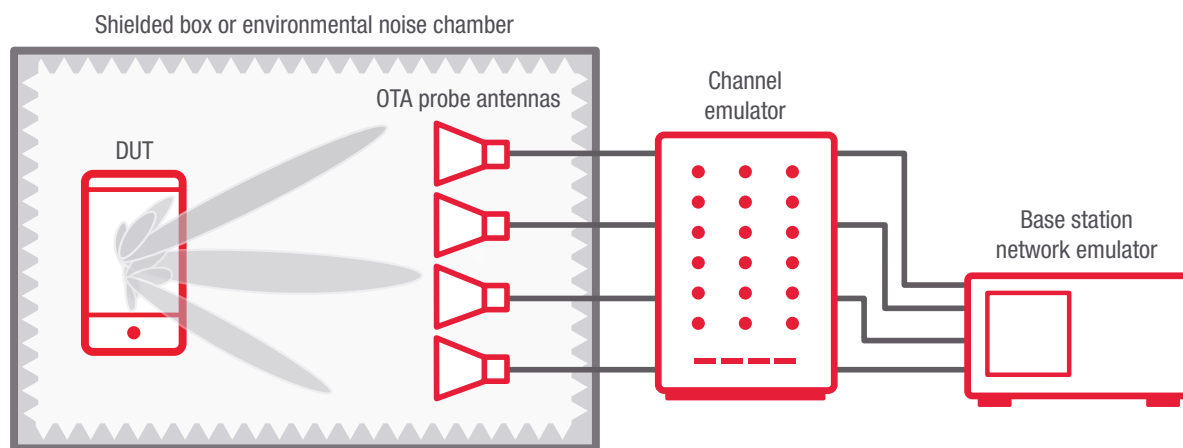 Shielded box or environmental noise chamber
OTA probe antennas
DUT
Channel
emulator
Base station
network emulator